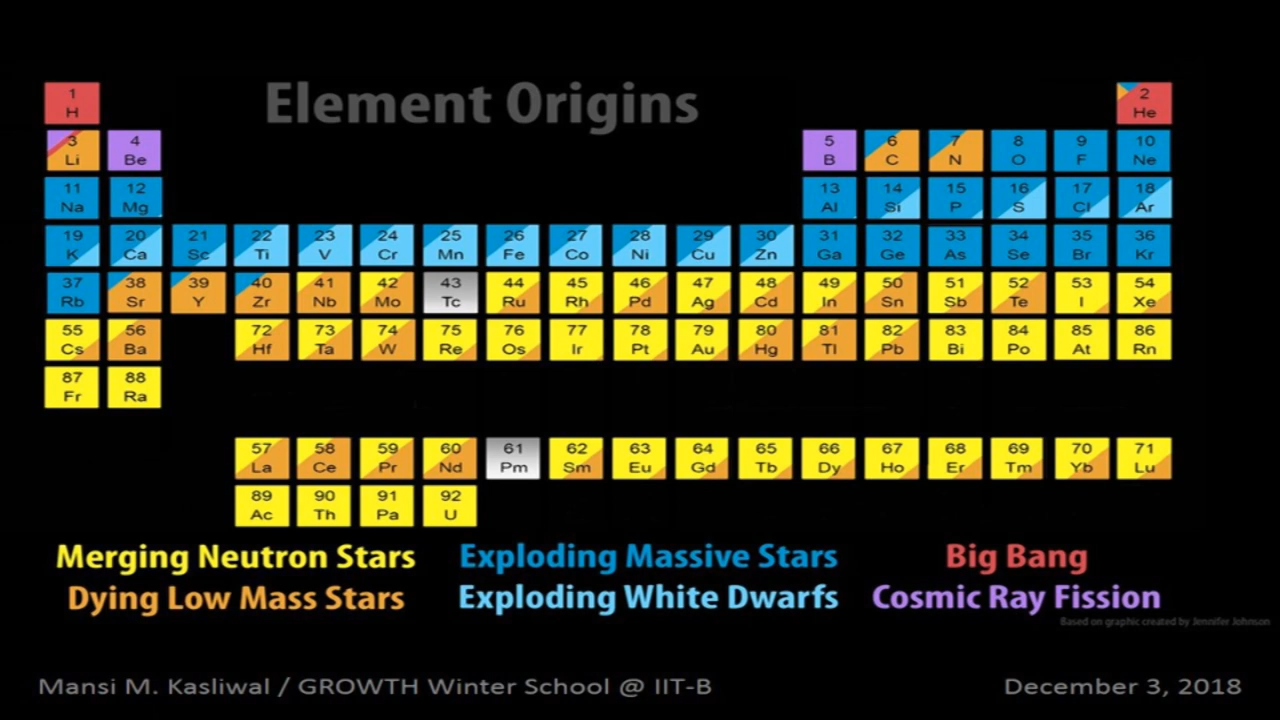 Element Origins
1 2
H He
3 4 5 6 7 8 9 10
Li Be B C N O F Ne
11 12 13 14 15 16 17 18
Na Mg Al Si P S Cl Ar
19 20 21 22 23 24 25 26 27 28 29 30 31 32 33 34 35 36
K Ca Sc Ti V Cr Mn Fe Co Ni Cu Zn Ga Ge As Se Br Kr
37 38 39 40 41 42 43 44 45 46 47 48 49 50 51 52 53 54
Rb Sr Y Zr Nb Mo Tc Ru Rh Pd Ag Cd In Sn Sb Te I Xe
55 56 72 73 74 75 76 77 78 79 80 81 82 83 84 85 86
Cs Ba Hf Ta W Re Os Ir Pt Au Hg Tl Pb Bi Po At Rn
87 88
Fr Ra
57 58 59 60 61 62 63 64 65 66 67 68 69 70 71
La Ce Pr Nd Pm Sm Eu Gd Tb Dy Ho Er Tm Yb Lu
89 90 91 92
Ac Th Pa U
Merging Neutron Stars Exploding Massive Stars Big Bang
Dying Low Mass Stars Exploding White Dwarfs Cosmic Ray Fission
Based on graphic created by Jennifer Johnson
Mansi M. Kasliwal / GROWTH Winter School @ IIT-B December 3, 2018